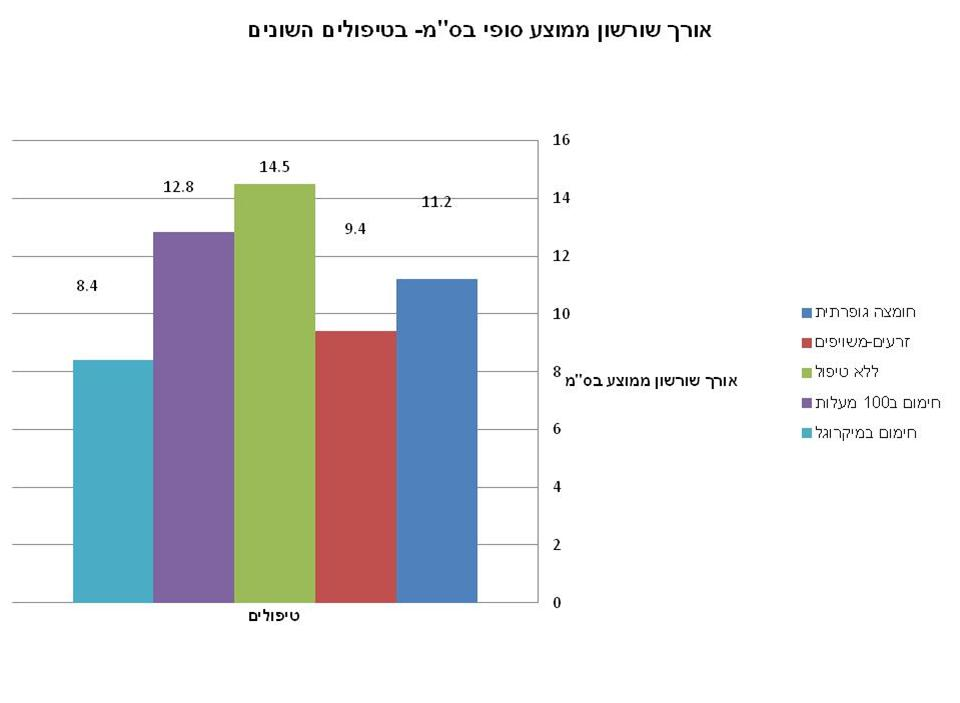 אורך שורשון ממוצע סופי בס"מ- בטיפולים השונים
16
14
12
10
8
6
4
2
0
11.2
9.4
14.5
12.8
8.4
טיפולים
אורך שורשון ממוצע בס"מ
חומצה גופרתית
זרעים-משויפים
ללא טיפול
חימום ב100 מעלות
חימום במיקרוגל